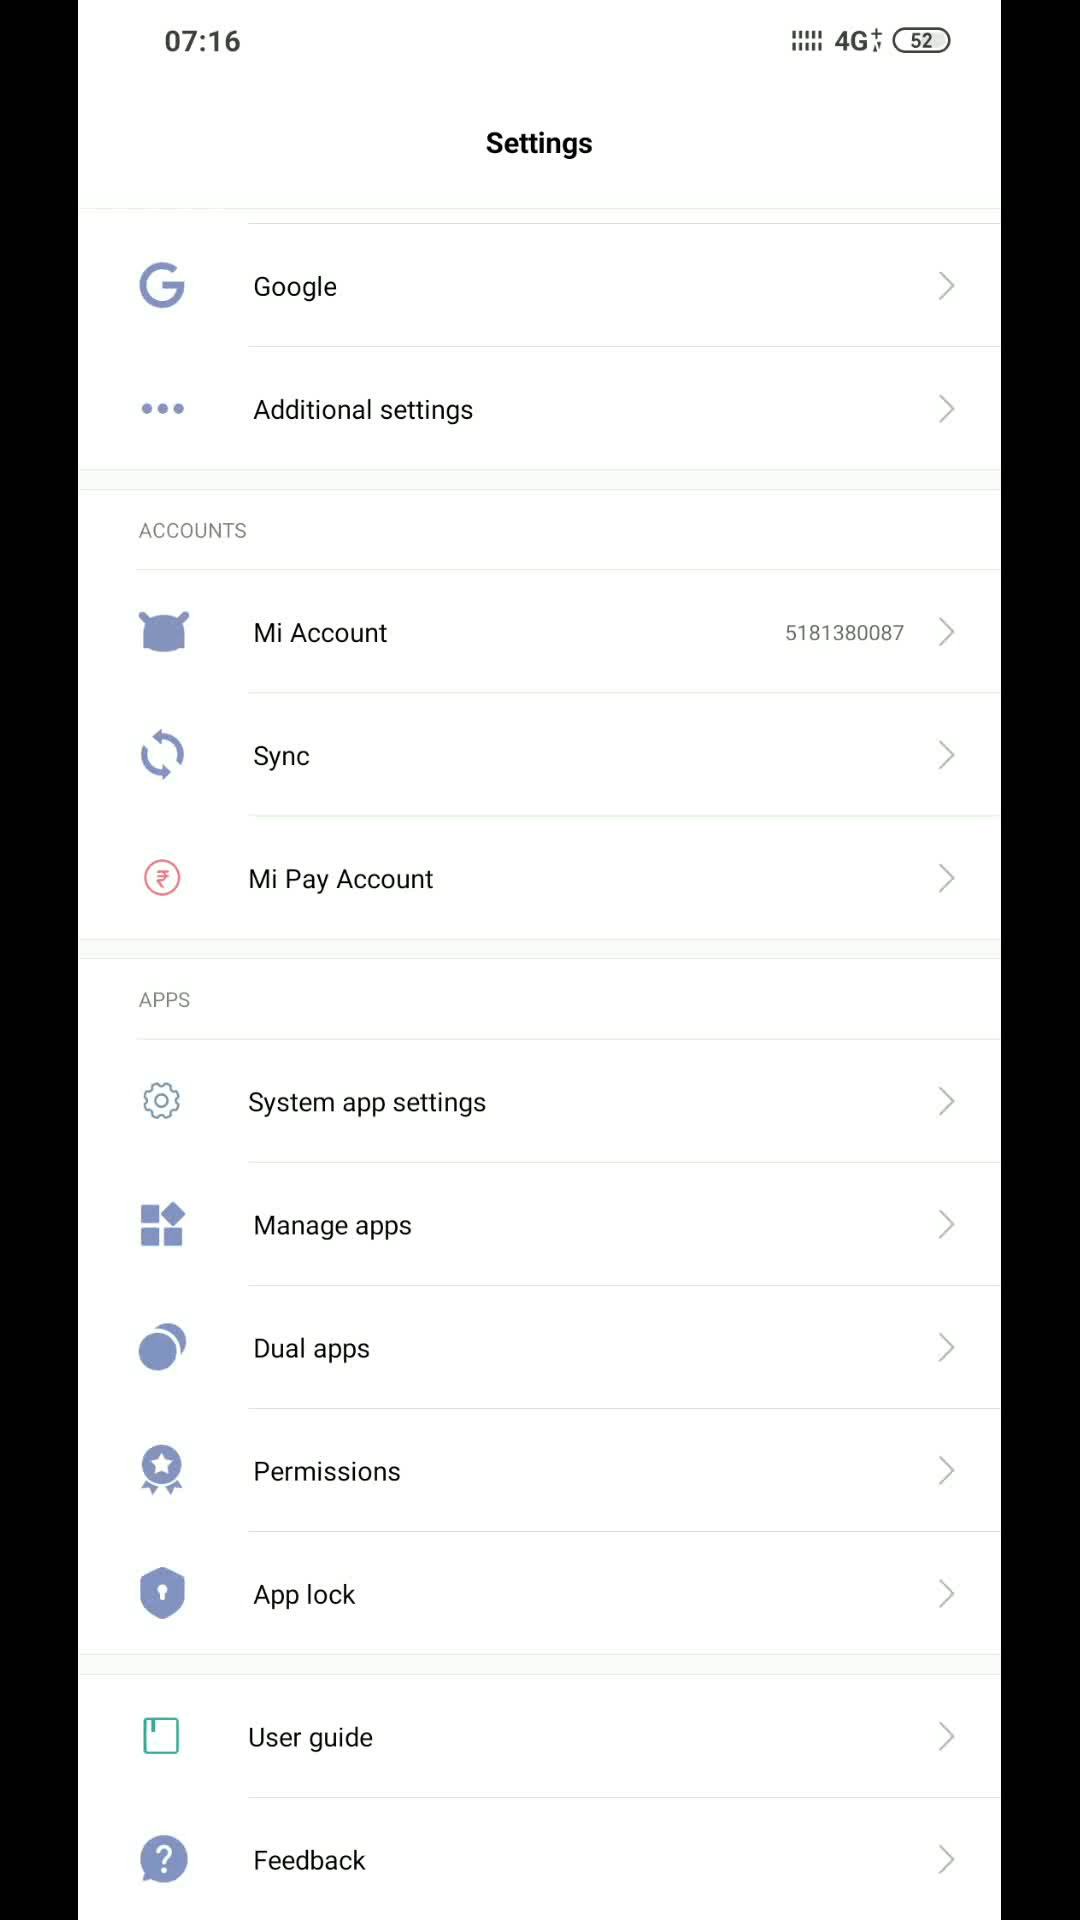 07:16 4G+ 52
Settings
Google
Additional settings
ACCOUNTS
Mi Account 5181380087
Sync
Mi Pay Account
APPS
System app settings
Manage apps
Dual apps
Permissions
App lock
User guide
Feedback